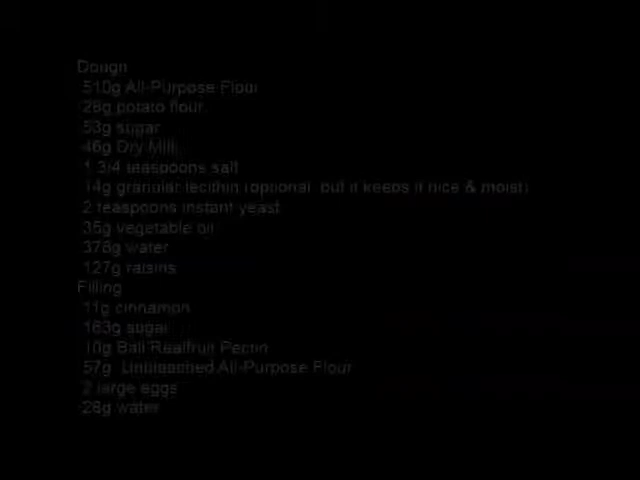 Dough
510g All-Purpose Flour
28g potato flour
53g sugar
46g Dry Milk
1 3/4 teaspoons salt
14g granular lecithin (optional, but it keeps it nice & moist)
2 teaspoons instant yeast
35g vegetable oil
378g water
127g raisins
Filling
11g cinnamon
163g sugar
10g Ball Realfruit Pectin
57g Unbleached All-Purpose Flour
2 large eggs
28g water